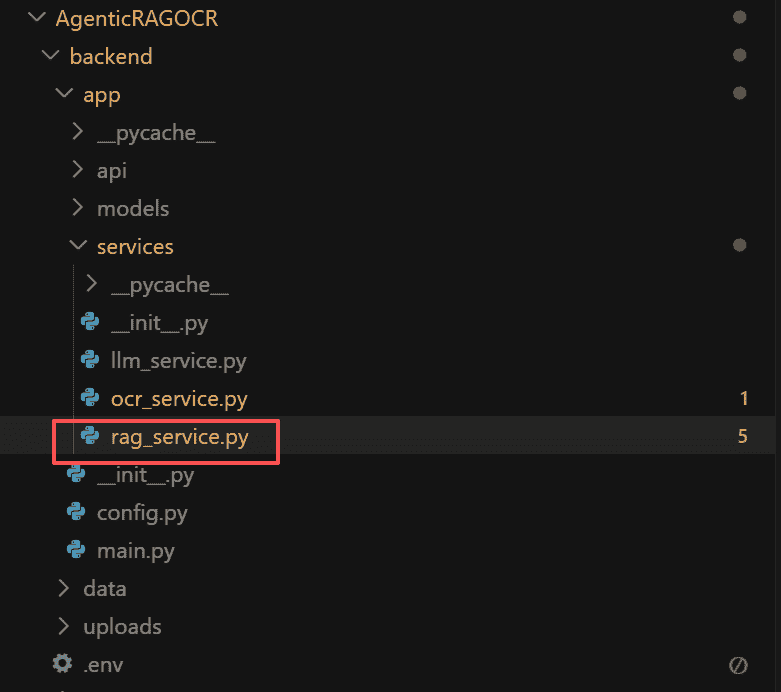 AgenticRAGOCR
backend
app
__pycache__
api
models
services
__pycache__
__init__.py
llm_service.py
ocr_service.py 1
rag_service.py 5
__init__.py
config.py
main.py
data
uploads
.env